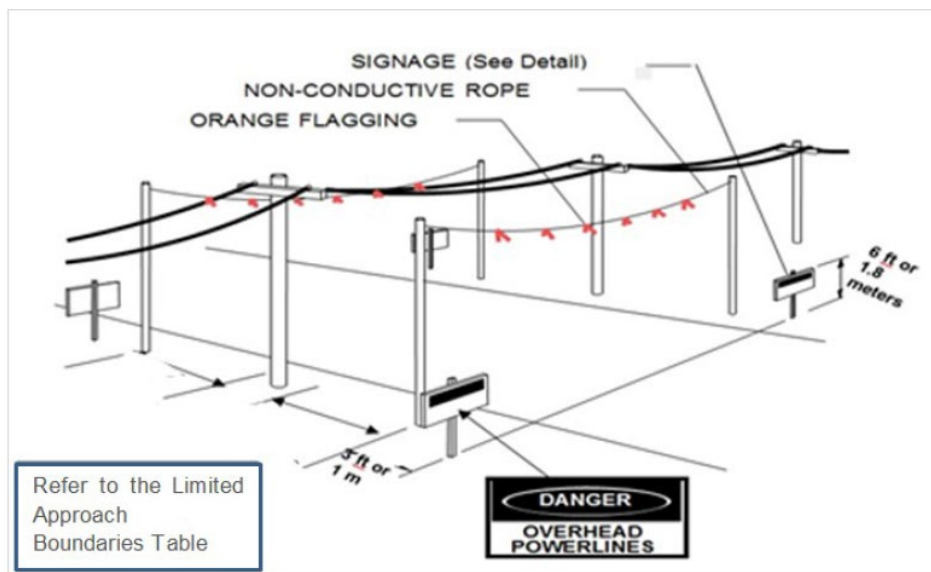 SIGNAGE (See Detail)
NON-CONDUCTIVE ROPE
ORANGE FLAGGING
6 ft or
1.8
meters
3 ft or
1 m
Refer to the Limited
Approach
Boundaries Table
DANGER
OVERHEAD
POWERLINES